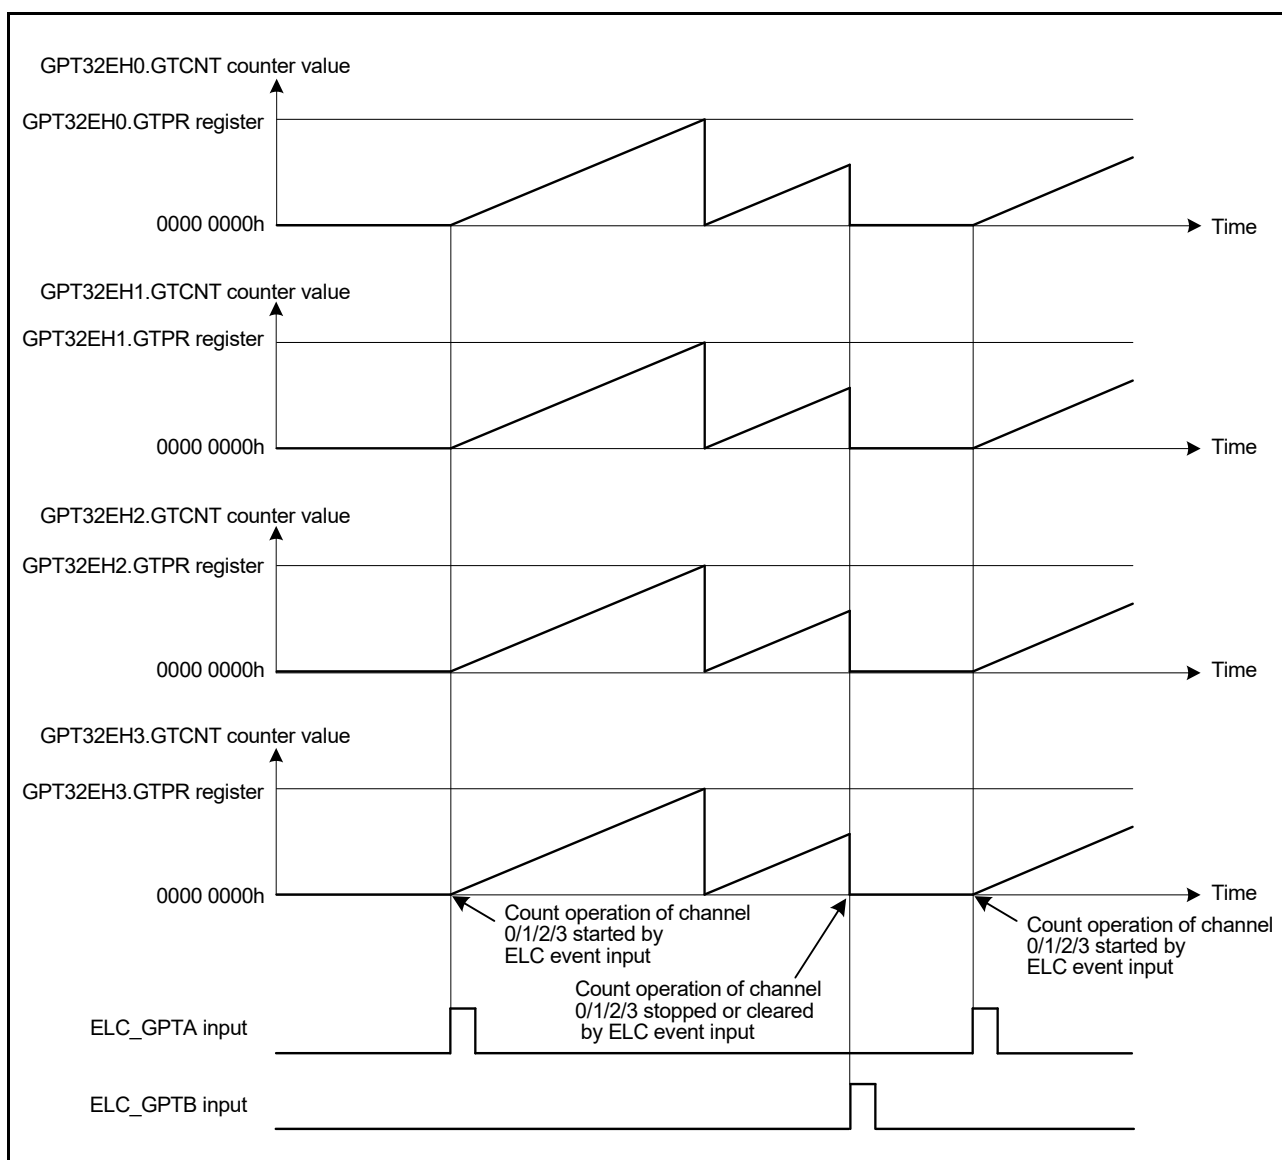 GPT32EH0.GTCNT counter value
GPT32EH0.GTPR register
0000 0000h
Time
GPT32EH1.GTCNT counter value
GPT32EH1.GTPR register
0000 0000h
Time
GPT32EH2.GTCNT counter value
GPT32EH2.GTPR register
0000 0000h
Time
GPT32EH3.GTCNT counter value
GPT32EH3.GTPR register
0000 0000h
Time
Count operation of channel
0/1/2/3 started by
ELC event input
Count operation of channel
0/1/2/3 stopped or cleared
by ELC event input
Count operation of channel
0/1/2/3 started by
ELC event input
ELC_GPTA input
ELC_GPTB input